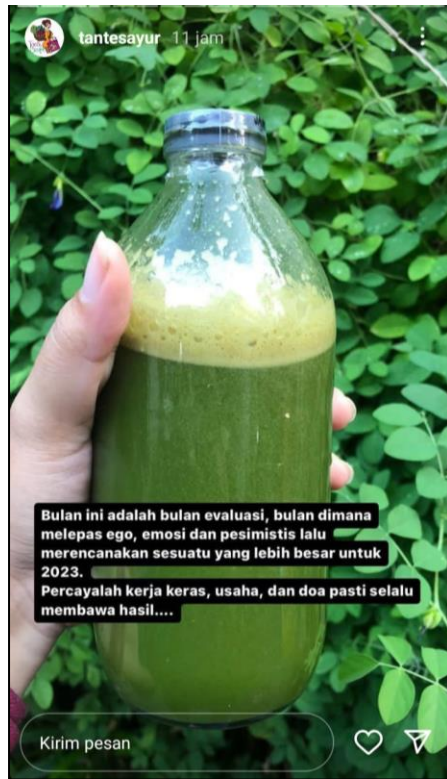 tantesayur 11 jam
Bulan ini adalah bulan evaluasi, bulan dimana
melepas ego, emosi dan pesimistis lalu
merencanakan sesuatu yang lebih besar untuk
2023.
Percayalah kerja keras, usaha, dan doa pasti selalu
membawa hasil....
Kirim pesan